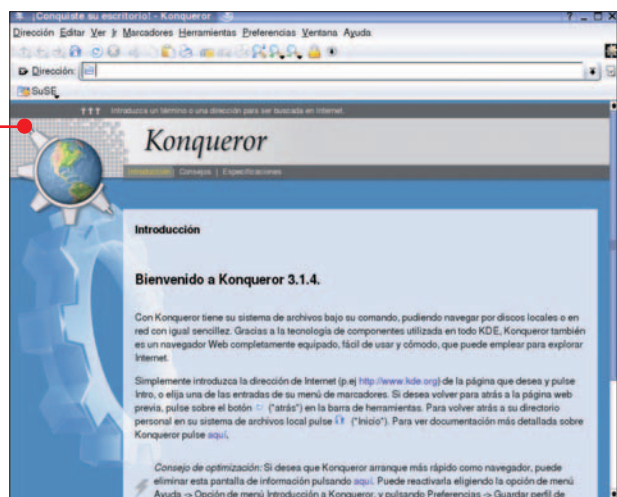 ¡Conquiste su escritorio! - Konqueror
Dirección Editar Ver Ir Marcadores Herramientas Preferencias Ventana Ayuda
Dirección:
SuSE
Introduzca un término o una dirección para ser buscada en internet.
Konqueror
Introducción Consejos | Especificaciones
Introducción
Bienvenido a Konqueror 3.1.4.
Con Konqueror tiene su sistema de archivos bajo su comando, pudiendo navegar por discos locales o en
red con igual sencillez. Gracias a la tecnología de componentes utilizada en todo KDE, Konqueror también
es un navegador Web completamente equipado, fácil de usar y cómodo, que puede emplear para explorar
Internet.
Simplemente introduzca la dirección de Internet (p.ej http://www.kde.org) de la página que desea y pulse
Intro, o elija una de las entradas de su menú de marcadores. Si desea volver para atrás a la página web
previa, pulse sobre el botón ("atrás") en la barra de herramientas. Para volver atrás a su directorio
personal en su sistema de archivos local pulse ("Inicio"). Para ver documentación más detallada sobre
Konqueror pulse aquí.
Consejo de optimización: Si desea que Konqueror arranque más rápido como navegador, puede
eliminar esta pantalla de información pulsando aquí. Puede reactivarla eligiendo la opción de menú
Ayuda -> Opción de menú Introducción a Konqueror, y pulsando Preferencias -> Guardar perfil de